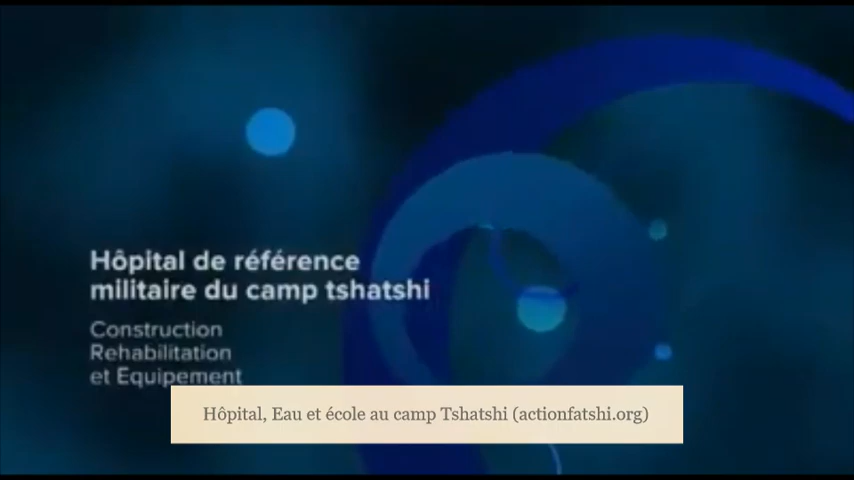 Hôpital de référence
militaire du camp tshatshi
Construction
Rehabilitation
et Equipement
Hôpital, Eau et école au camp Tshatshi (actionfatshi.org)